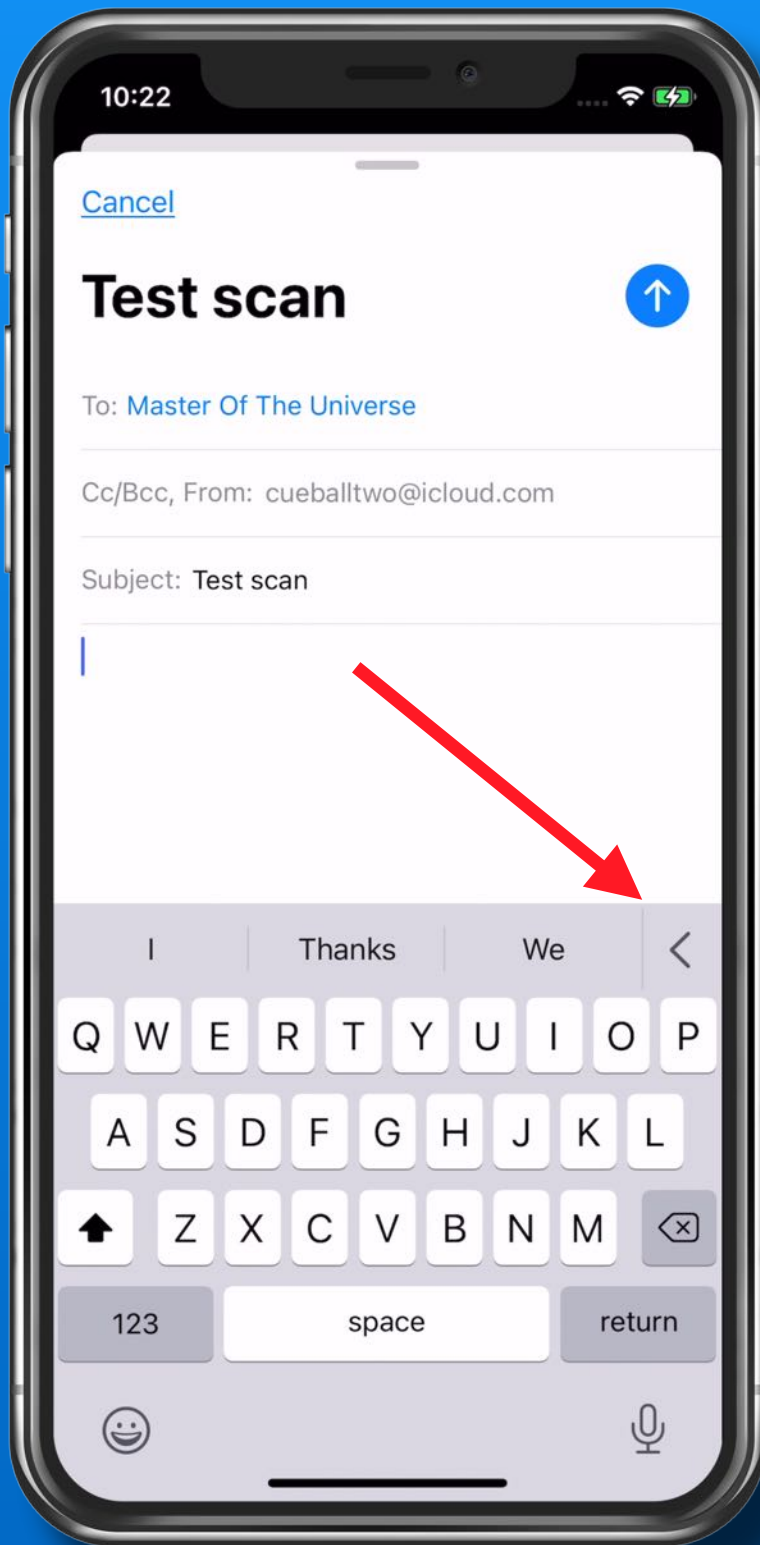 10:22
Cancel
Test scan
To: Master Of The Universe
Cc/Bcc, From: cueballtwo@icloud.com
Subject: Test scan
I Thanks We
Q W E R T Y U I O P
A S D F G H J K L
Z X C V B N M
123 space return